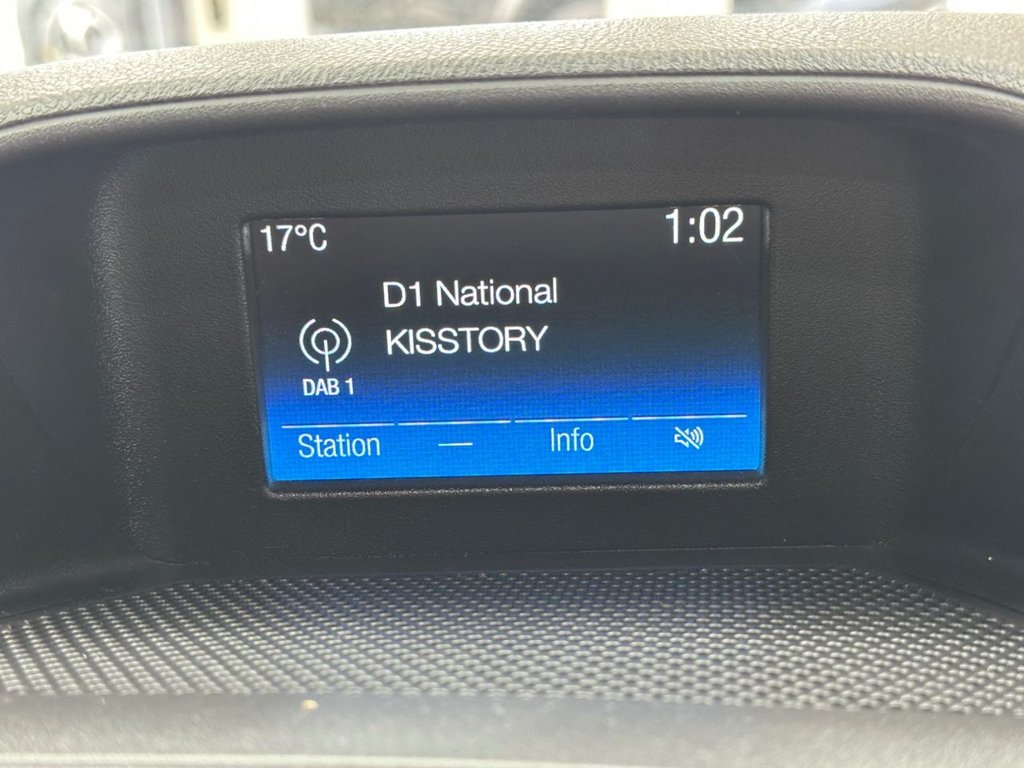 17°C
1:02
D1 National
KISSTORY
DAB 1
Station
Info